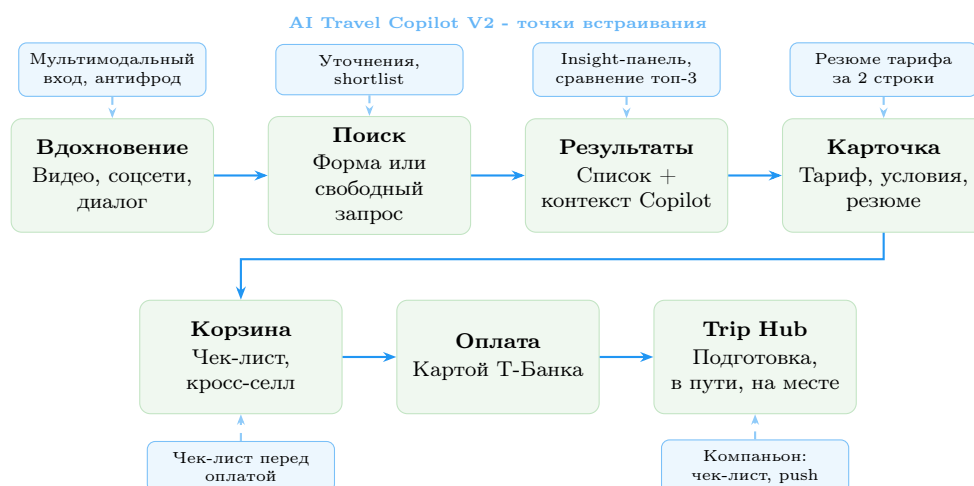 AI Travel Copilot V2 - точки встраивания
Мультимодальный
вход, антифрод
Уточнения,
shortlist
Insight-панель,
сравнение топ-3
Резюме тарифа
за 2 строки
Вдохновение
Видео, соцсети,
диалог
Поиск
Форма или
свободный
запрос
Результаты
Список +
контекст Copilot
Карточка
Тариф, условия,
резюме
Корзина
Чек-лист,
кросс-селл
Оплата
Картой Т-Банка
Trip Hub
Подготовка,
в пути, на месте
Чек-лист перед
оплатой
Компаньон:
чек-лист, push